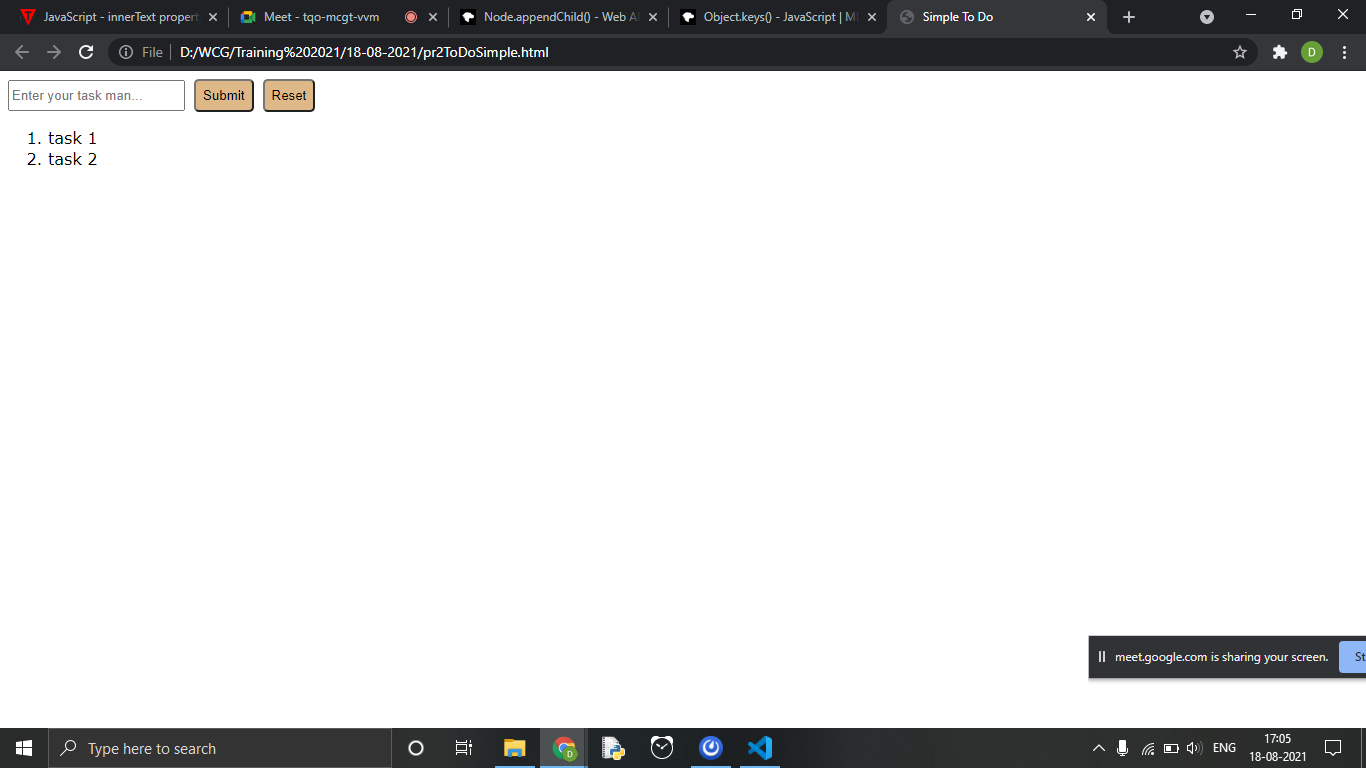 JavaScript - innerText propert
Meet - tqo-mcgt-vvm
Node.appendChild() - Web A
Object.keys() - JavaScript | M
Simple To Do
File
D:/WCG/Training%202021/18-08-2021/pr2ToDoSimple.html
D
Enter your task man...
Submit
Reset
1. task 1
2. task 2
meet.google.com is sharing your screen.
St
Type here to search
D
ENG
17:05
18-08-2021